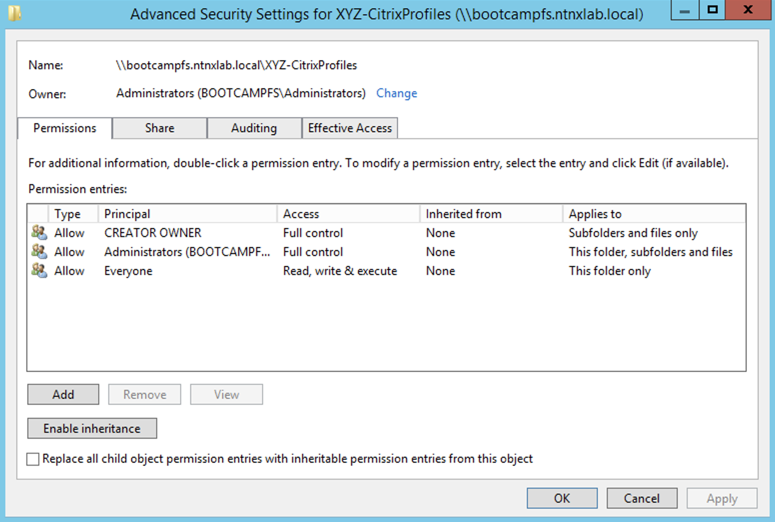 Advanced Security Settings for XYZ-CitrixProfiles (\\bootcampfs.ntnxlab.local)
Name: \\bootcampfs.ntnxlab.local\XYZ-CitrixProfiles
Owner: Administrators (BOOTCAMPFS\Administrators) Change
Permissions Share Auditing Effective Access
For additional information, double-click a permission entry. To modify a permission entry, select the entry and click Edit (if available).
Permission entries:
Type Principal Access Inherited from Applies to
Allow CREATOR OWNER Full control None Subfolders and files only
Allow Administrators (BOOTCAMPF... Full control None This folder, subfolders and files
Allow Everyone Read, write & execute None This folder only
Add Remove View
Enable inheritance
Replace all child object permission entries with inheritable permission entries from this object
OK Cancel Apply